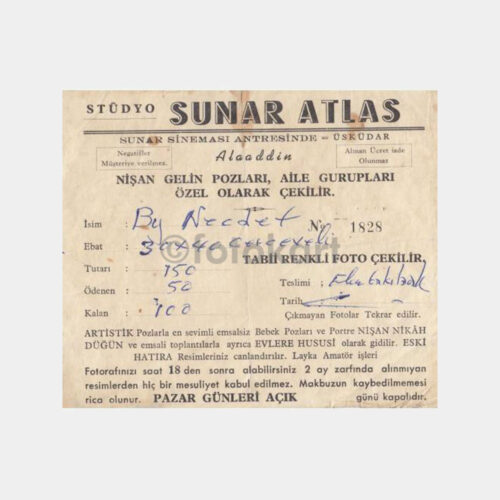 STÜDYO SUNAR ATLAS
SUNAR SİNEMASI ANTRESİNDE - ÜSKÜDAR
Negatifler
Müşteriye verilmez.
Alaaddin
Alınan Ücret iade
Olunmaz
NİŞAN GELİN POZLARI, AİLE GURUPLARI
ÖZEL OLARAK ÇEKİLİR.
İsim : By Necdet No 1828
Ebat : 30x40 Çerçeveli
©fotokart
TABİİ RENKLİ FOTO ÇEKİLİR,
Tutarı : 150
Teslimi :
Ödenen : 50
Tarih
Kalan : 100
Çıkmayan Fotolar Tekrar edilir.
ARTİSTİK Pozlarla en sevimli emsalsiz Bebek Pozları ve Portre NİŞAN NİKÂH
DÜĞÜN ve emsali toplantılarla ayrıca EVLERE HUSUSİ olarak gidilir. ESKİ
HATIRA Resimleriniz canlandırılır. Layka Amatör işleri
Fotorafınızı saat 18 den sonra alabilirsiniz 2 ay zarfında alınmıyan
resimlerden hiç bir mesuliyet kabul edilmez. Makbuzun kaybedilmemesi
rica olunur. PAZAR GÜNLERİ AÇIK günü kapalıdır.